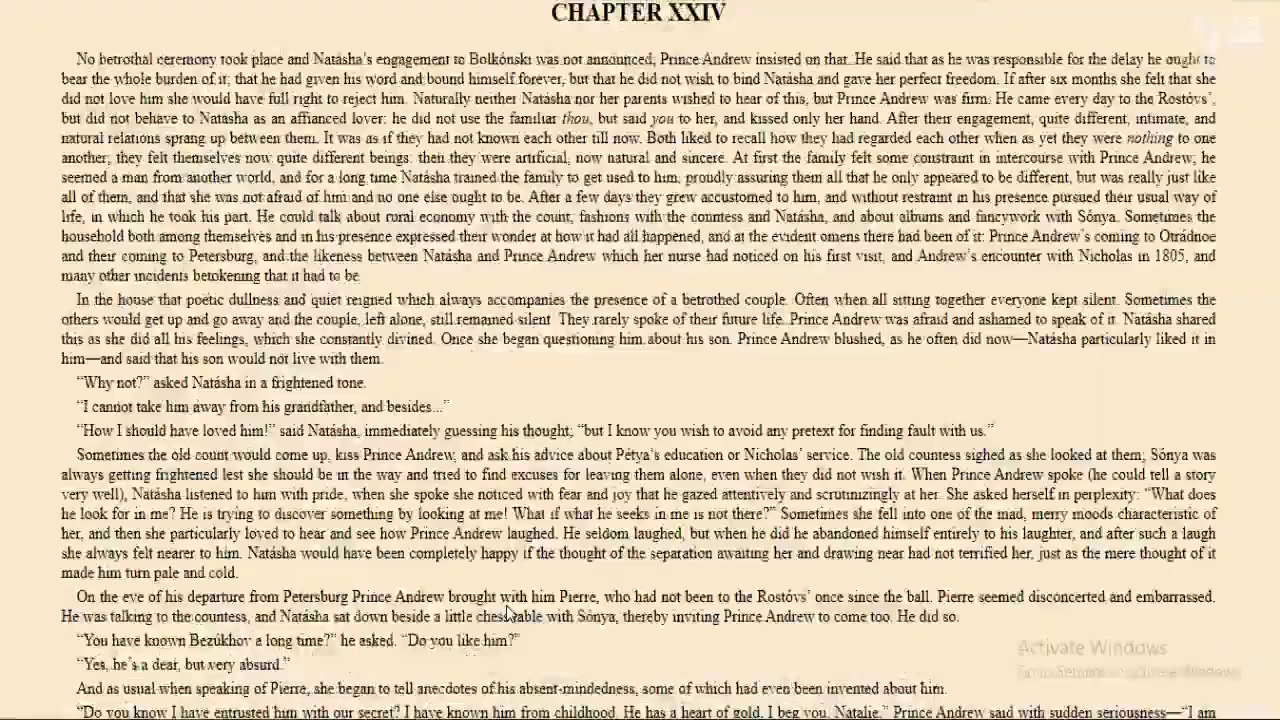 CHAPTER XXIV
No betrothal ceremony took place and Natásha's engagement to Bolkónski was not announced; Prince Andrew insisted on that. He said that as he was responsible for the delay he ought to
bear the whole burden of it; that he had given his word and bound himself forever, but that he did not wish to bind Natásha and gave her perfect freedom. If after six months she felt that she
did not love him she would have full right to reject him. Naturally neither Natásha nor her parents wished to hear of this, but Prince Andrew was firm. He came every day to the Rostóvs',
but did not behave to Natásha as an affianced lover: he did not use the familiar thou, but said you to her, and kissed only her hand. After their engagement, quite different, intimate, and
natural relations sprang up between them. It was as if they had not known each other till now. Both liked to recall how they had regarded each other when as yet they were nothing to one
another; they felt themselves now quite different beings: then they were artificial, now natural and sincere. At first the family felt some constraint in intercourse with Prince Andrew; he
seemed a man from another world, and for a long time Natásha trained the family to get used to him, proudly assuring them all that he only appeared to be different, but was really just like
all of them, and that she was not afraid of him and no one else ought to be. After a few days they grew accustomed to him, and without restraint in his presence pursued their usual way of
life, in which he took his part. He could talk about rural economy with the count, fashions with the countess and Natásha, and about albums and fancywork with Sónya. Sometimes the
household both among themselves and in his presence expressed their wonder at how it had all happened, and at the evident omens there had been of it: Prince Andrew's coming to Otrádnoe
and their coming to Petersburg, and the likeness between Natásha and Prince Andrew which her nurse had noticed on his first visit, and Andrew's encounter with Nicholas in 1805, and
many other incidents betokening that it had to be.
In the house that poetic dullness and quiet reigned which always accompanies the presence of a betrothed couple. Often when all sitting together everyone kept silent. Sometimes the
others would get up and go away and the couple, left alone, still remained silent. They rarely spoke of their future life. Prince Andrew was afraid and ashamed to speak of it. Natásha shared
this as she did all his feelings, which she constantly divined. Once she began questioning him about his son. Prince Andrew blushed, as he often did now—Natásha particularly liked it in
him—and said that his son would not live with them.
“Why not?” asked Natásha in a frightened tone.
“I cannot take him away from his grandfather, and besides...”
“How I should have loved him!” said Natásha, immediately guessing his thought; “but I know you wish to avoid any pretext for finding fault with us.”
Sometimes the old count would come up, kiss Prince Andrew, and ask his advice about Pétya's education or Nicholas' service. The old countess sighed as she looked at them; Sónya was
always getting frightened lest she should be in the way and tried to find excuses for leaving them alone, even when they did not wish it. When Prince Andrew spoke (he could tell a story
very well), Natásha listened to him with pride; when she spoke she noticed with fear and joy that he gazed attentively and scrutinizingly at her. She asked herself in perplexity: “What does
he look for in me? He is trying to discover something by looking at me! What if what he seeks in me is not there?” Sometimes she fell into one of the mad, merry moods characteristic of
her, and then she particularly loved to hear and see how Prince Andrew laughed. He seldom laughed, but when he did he abandoned himself entirely to his laughter, and after such a laugh
she always felt nearer to him. Natásha would have been completely happy if the thought of the separation awaiting her and drawing near had not terrified her, just as the mere thought of it
made him turn pale and cold.
On the eve of his departure from Petersburg Prince Andrew brought with him Pierre, who had not been to the Rostóvs' once since the ball. Pierre seemed disconcerted and embarrassed.
He was talking to the countess, and Natásha sat down beside a little chesstable with Sónya, thereby inviting Prince Andrew to come too. He did so.
“You have known Bezúkhov a long time?” he asked. “Do you like him?”
“Yes, he's a dear, but very absurd.”
And as usual when speaking of Pierre, she began to tell anecdotes of his absent-mindedness, some of which had even been invented about him.
“Do you know I have entrusted him with our secret? I have known him from childhood. He has a heart of gold. I beg you, Natalie,” Prince Andrew said with sudden seriousness—“I am
Activate Windows
Go to Settings to activate Windows.